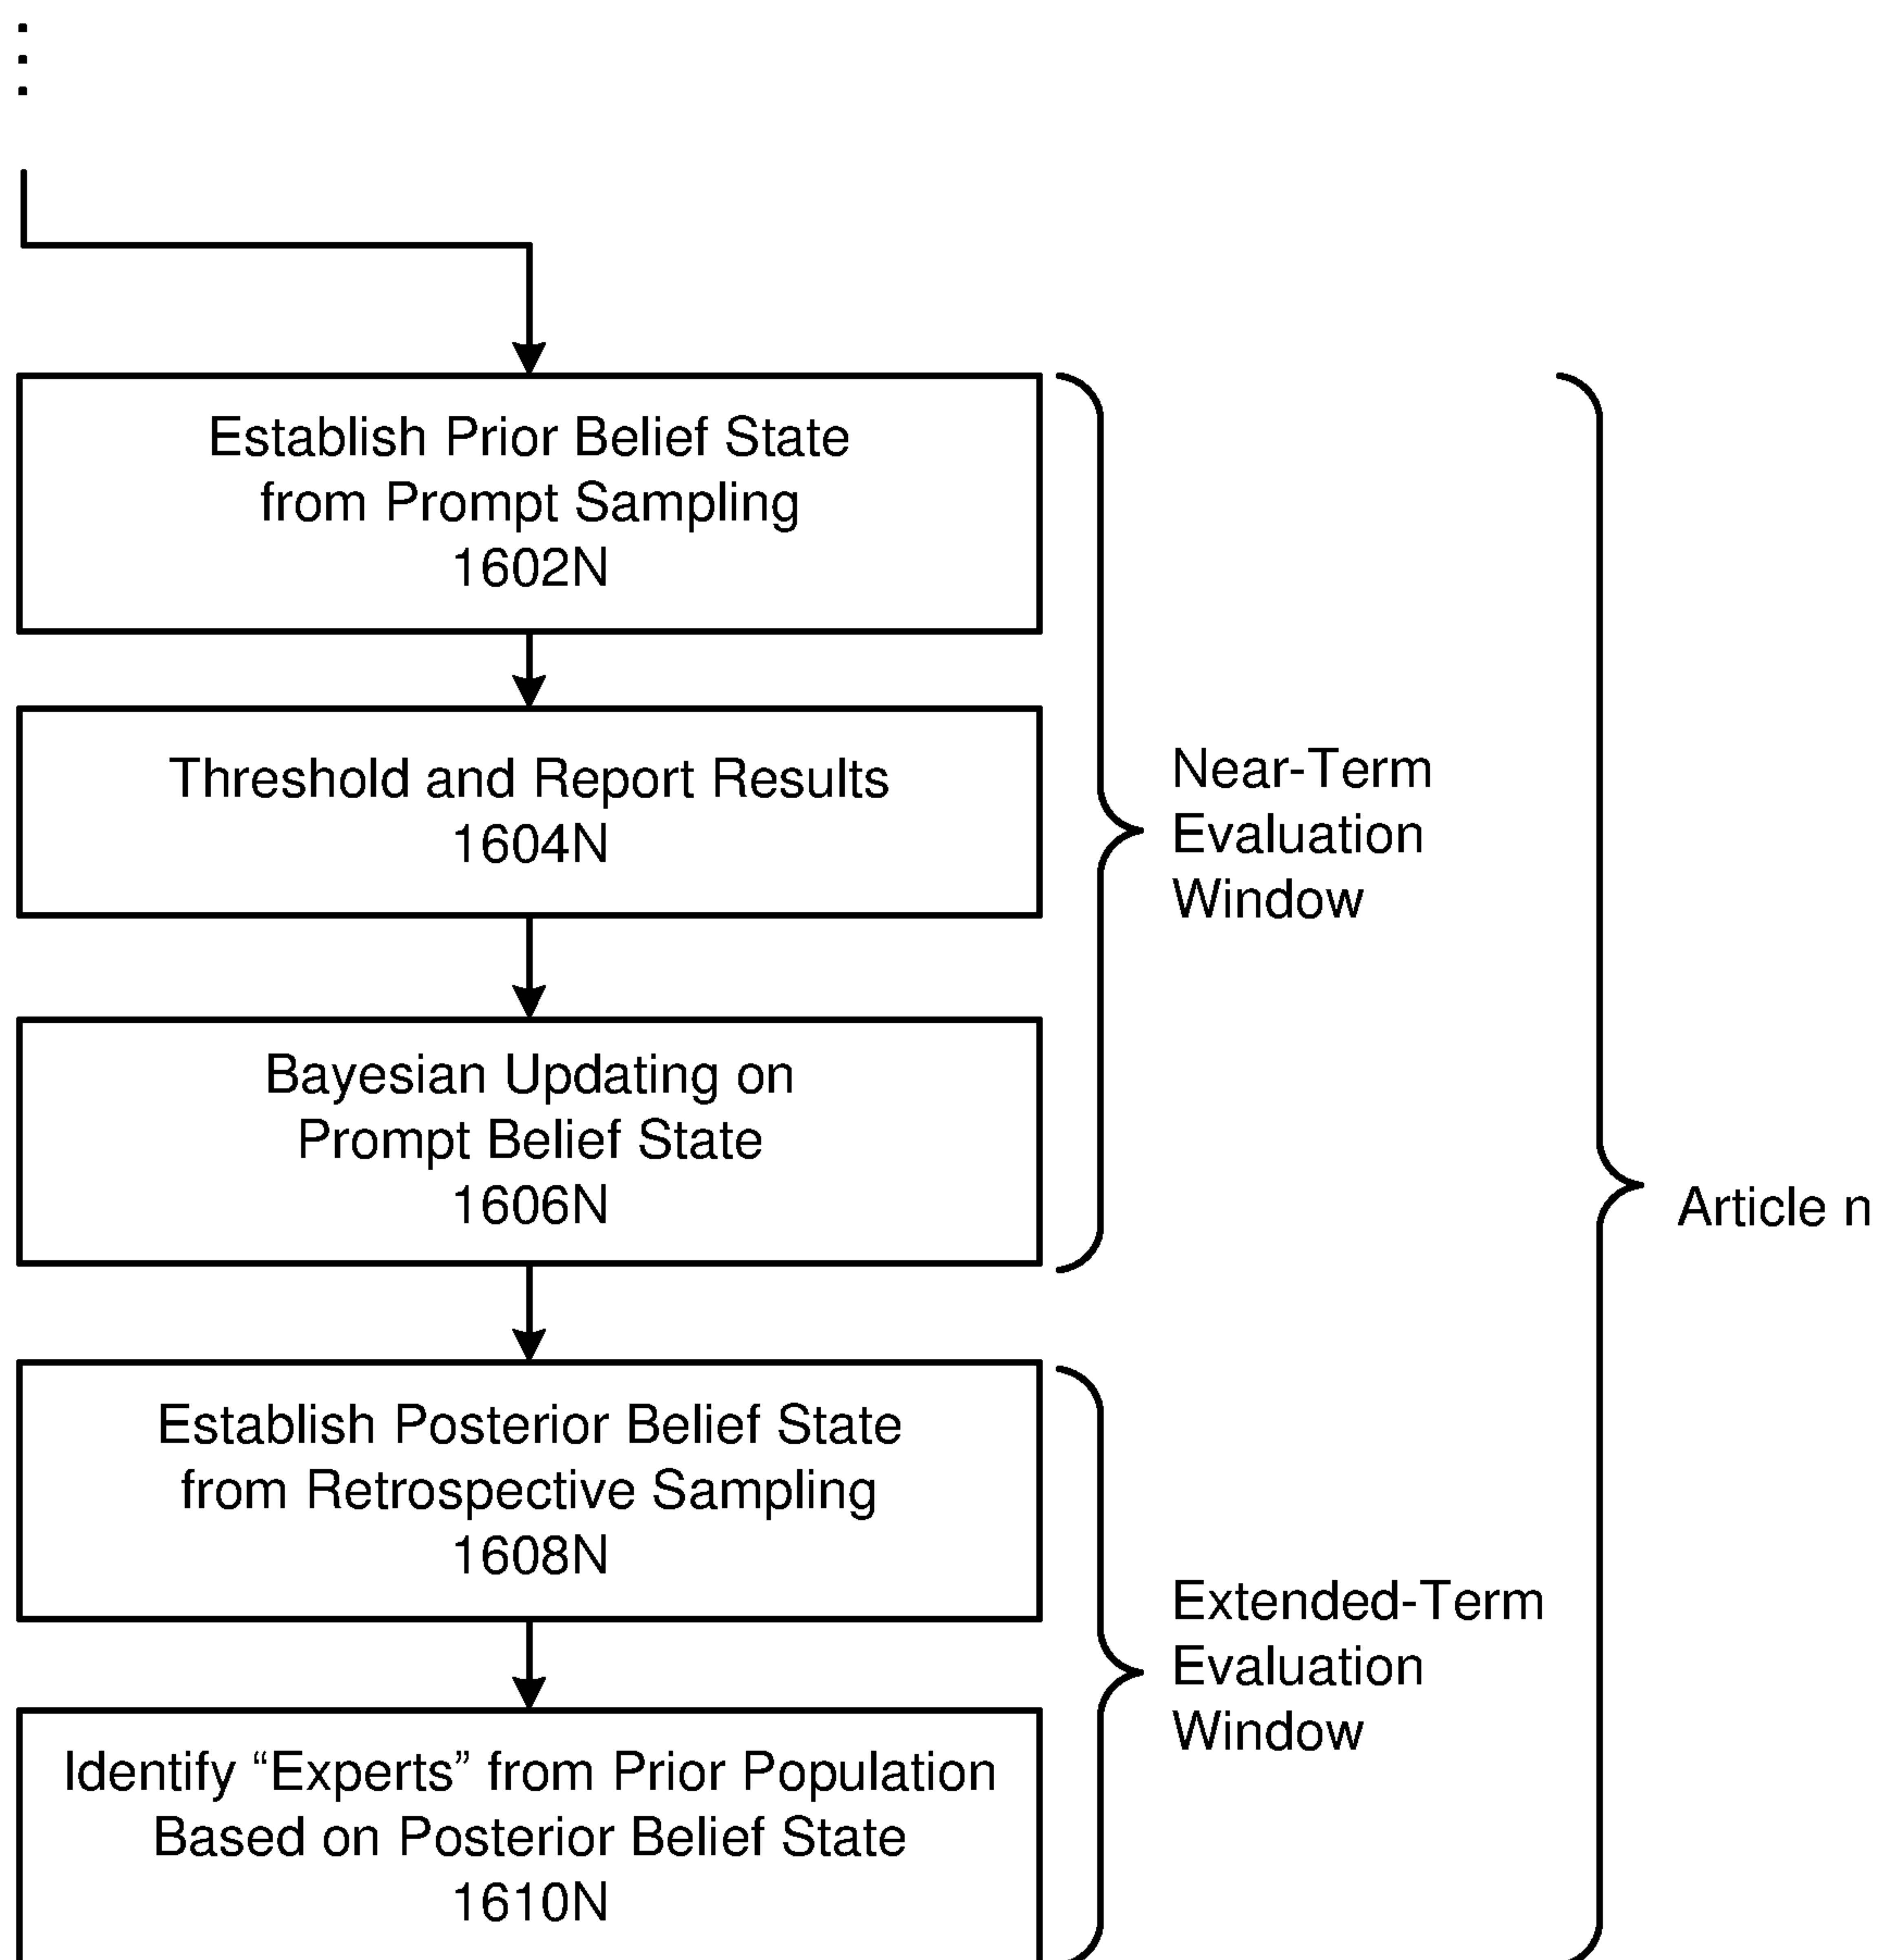 Establish Prior Belief State
from Prompt Sampling
1602N
Threshold and Report Results
1604N
Near-Term
Evaluation
Window
Bayesian Updating on
Prompt Belief State
1606N
Article n
Establish Posterior Belief State
from Retrospective Sampling
1608N
Extended-Term
Evaluation
Window
Identify “Experts” from Prior Population
Based on Posterior Belief State
1610N